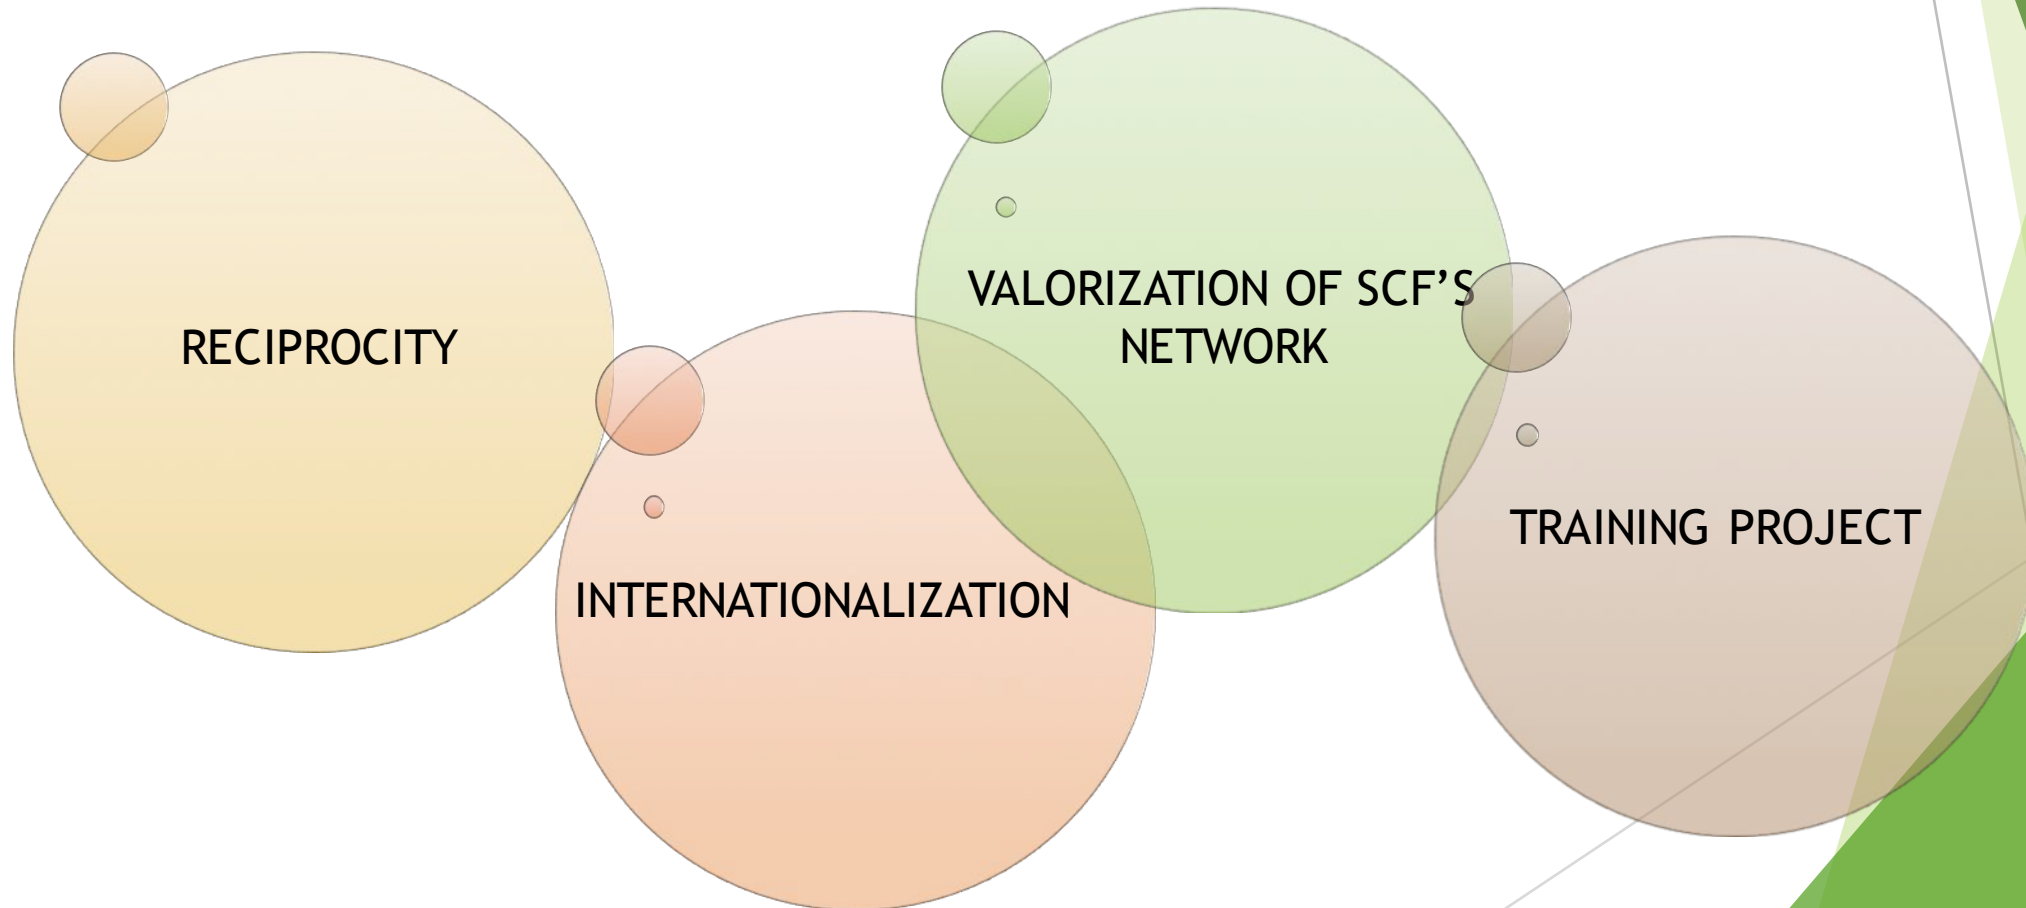 RECIPROCITY
INTERNATIONALIZATION
VALORIZATION OF SCF’S
NETWORK
TRAINING PROJECT